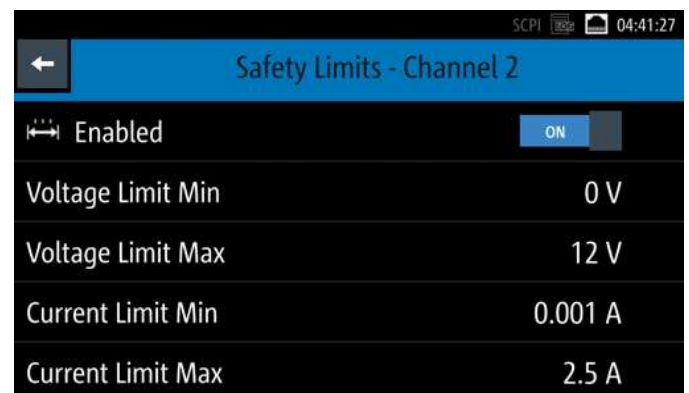 SCPI 04:41:27
Safety Limits - Channel 2
Enabled ON
Voltage Limit Min 0 V
Voltage Limit Max 12 V
Current Limit Min 0.001 A
Current Limit Max 2.5 A